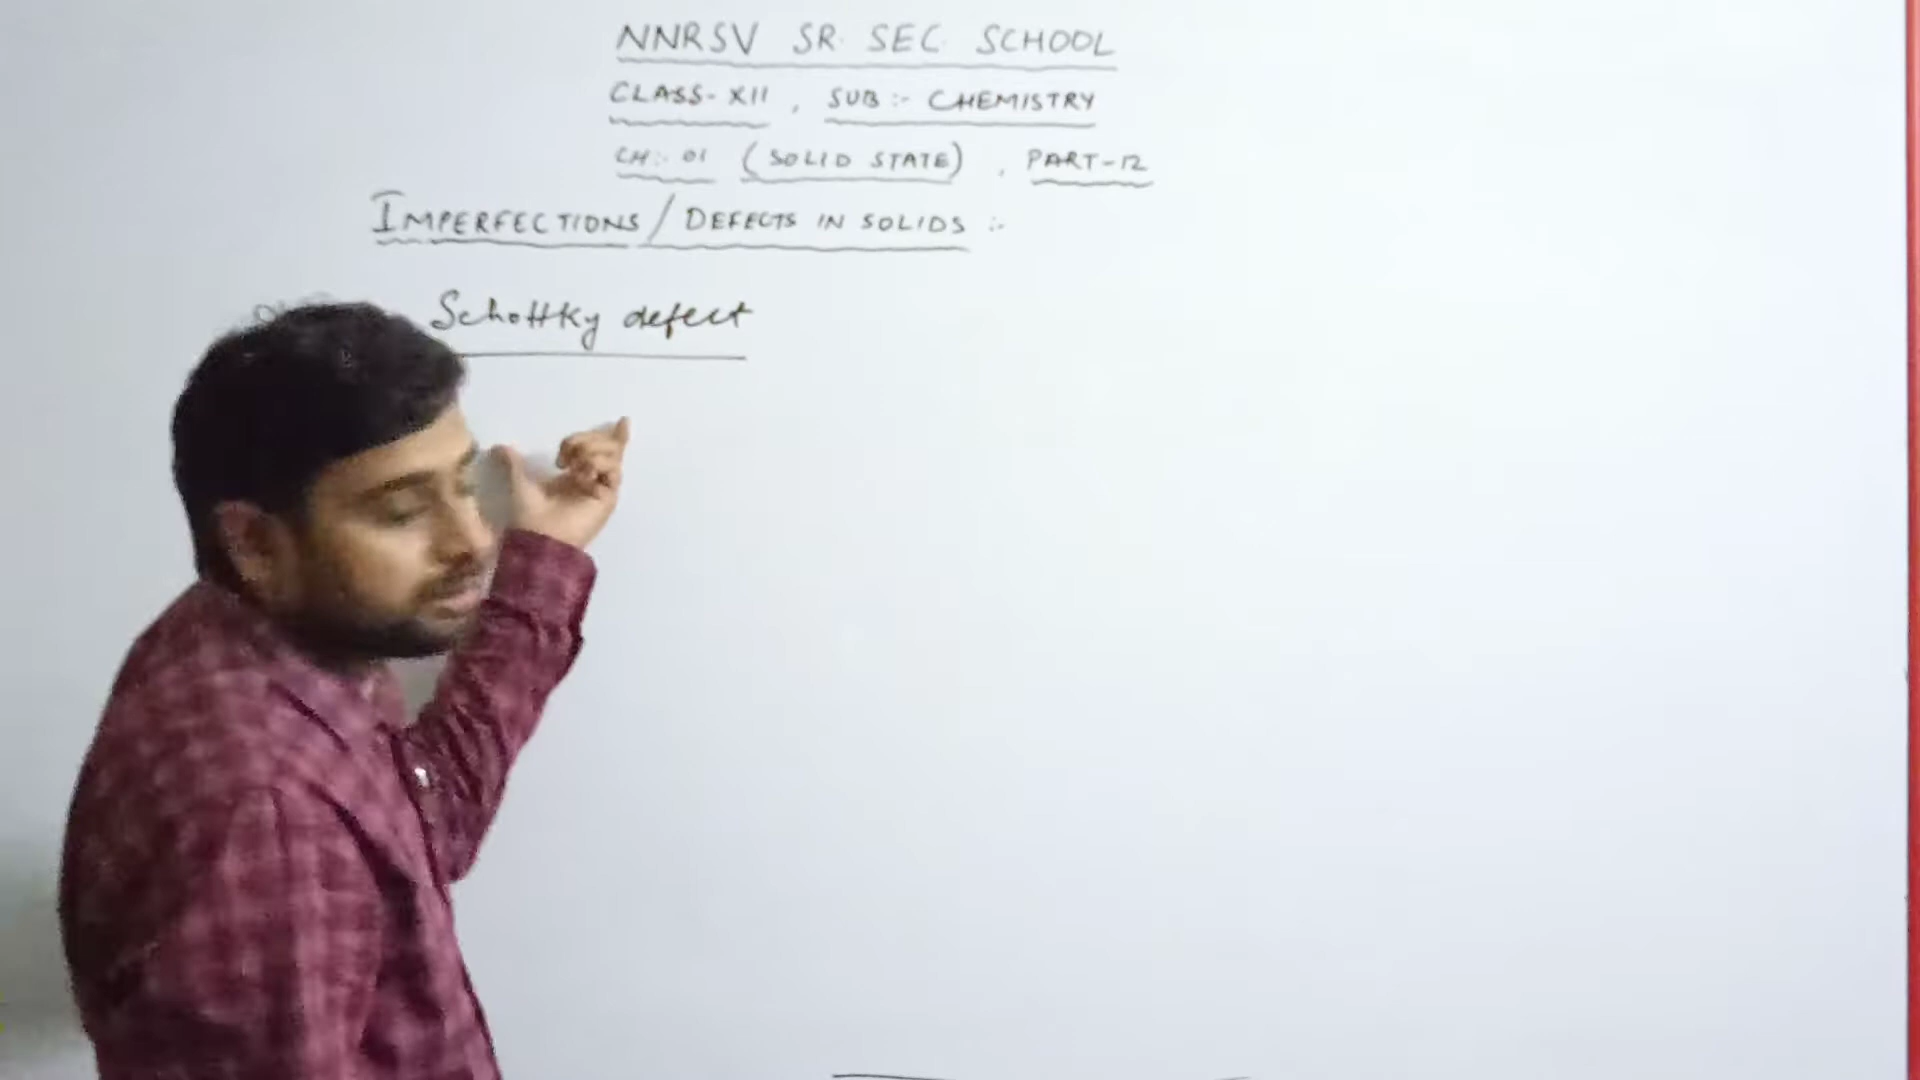 NNRSV SR. SEC. SCHOOL
CLASS-XII, SUB:- CHEMISTRY
CH:- 01 (SOLID STATE), PART-12
IMPERFECTIONS/DEFECTS IN SOLIDS :-
Schottky defect